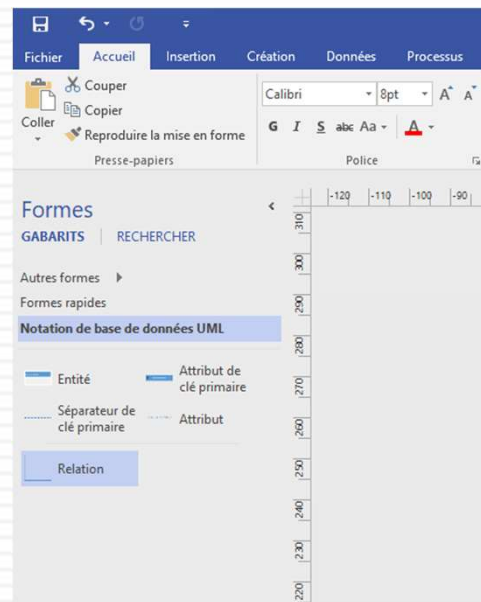 Fichier Accueil Insertion Création Données Processus
Coller
Couper
Copier
Reproduire la mise en forme
Presse-papiers
Calibri 8pt A A
G I S abc Aa A
Police
Formes
GABARITS RECHERCHER
Autres formes
Formes rapides
Notation de base de données UML
Entité
Attribut de
clé primaire
Séparateur de
clé primaire
Attribut
Relation
-120 -110 -100 -90
310
300
290
280
270
260
250
240
230
220